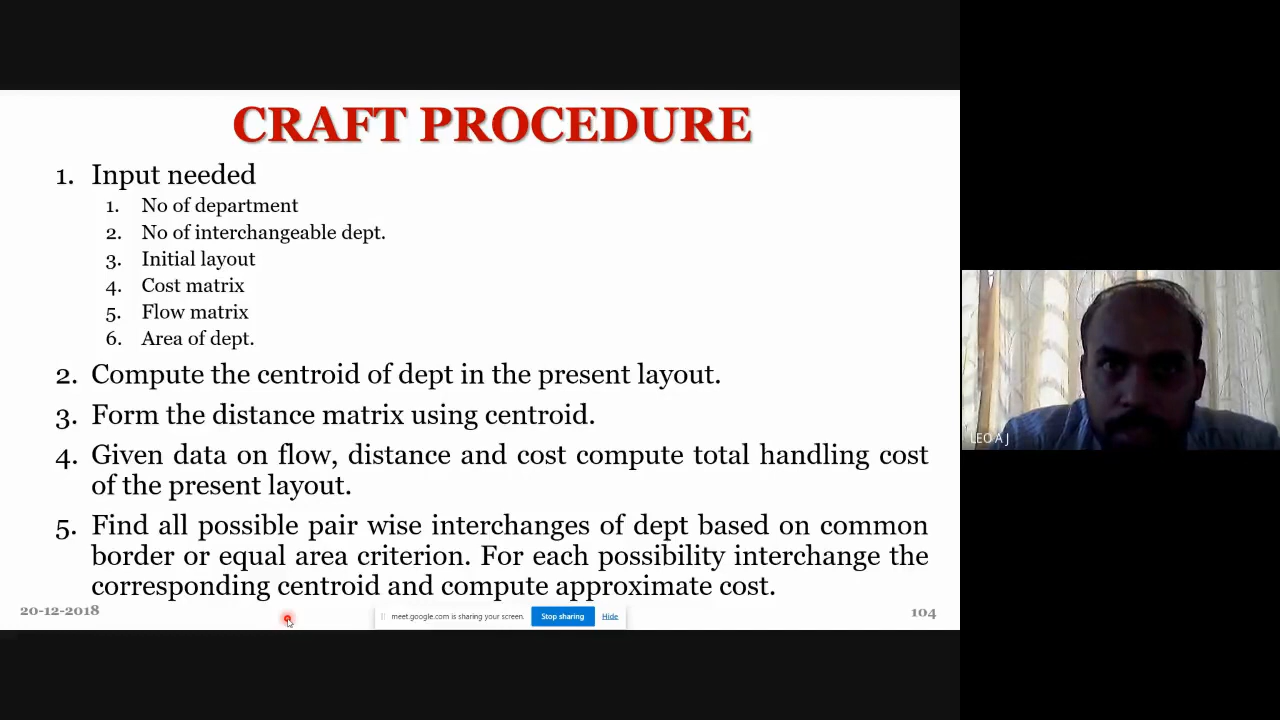 CRAFT PROCEDURE
1. Input needed
1. No of department
2. No of interchangeable dept.
3. Initial layout
4. Cost matrix
5. Flow matrix
6. Area of dept.
2. Compute the centroid of dept in the present layout.
3. Form the distance matrix using centroid.
4. Given data on flow, distance and cost compute total handling cost
of the present layout.
5. Find all possible pair wise interchanges of dept based on common
border or equal area criterion. For each possibility interchange the
corresponding centroid and compute approximate cost.
20-12-2018
meet.google.com is sharing your screen.
Stop sharing
Hide
104
LEO A J